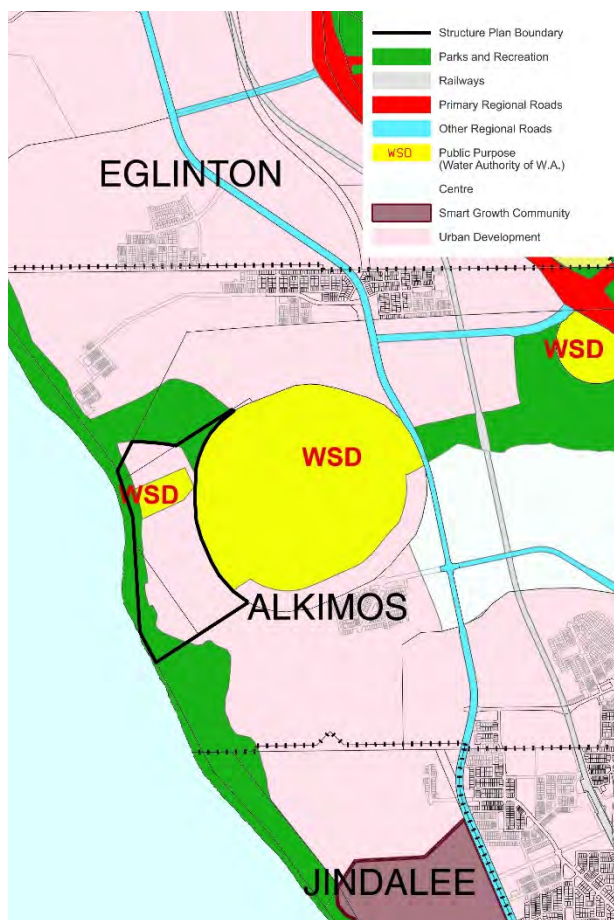 Structure Plan Boundary
Parks and Recreation
Railways
Primary Regional Roads
Other Regional Roads
WSD
Public Purpose
(Water Authority of W.A.)
Centre
Smart Growth Community
Urban Development
EGLINTON
WSD
WSD
WSD
ALKIMOS
JINDALEE